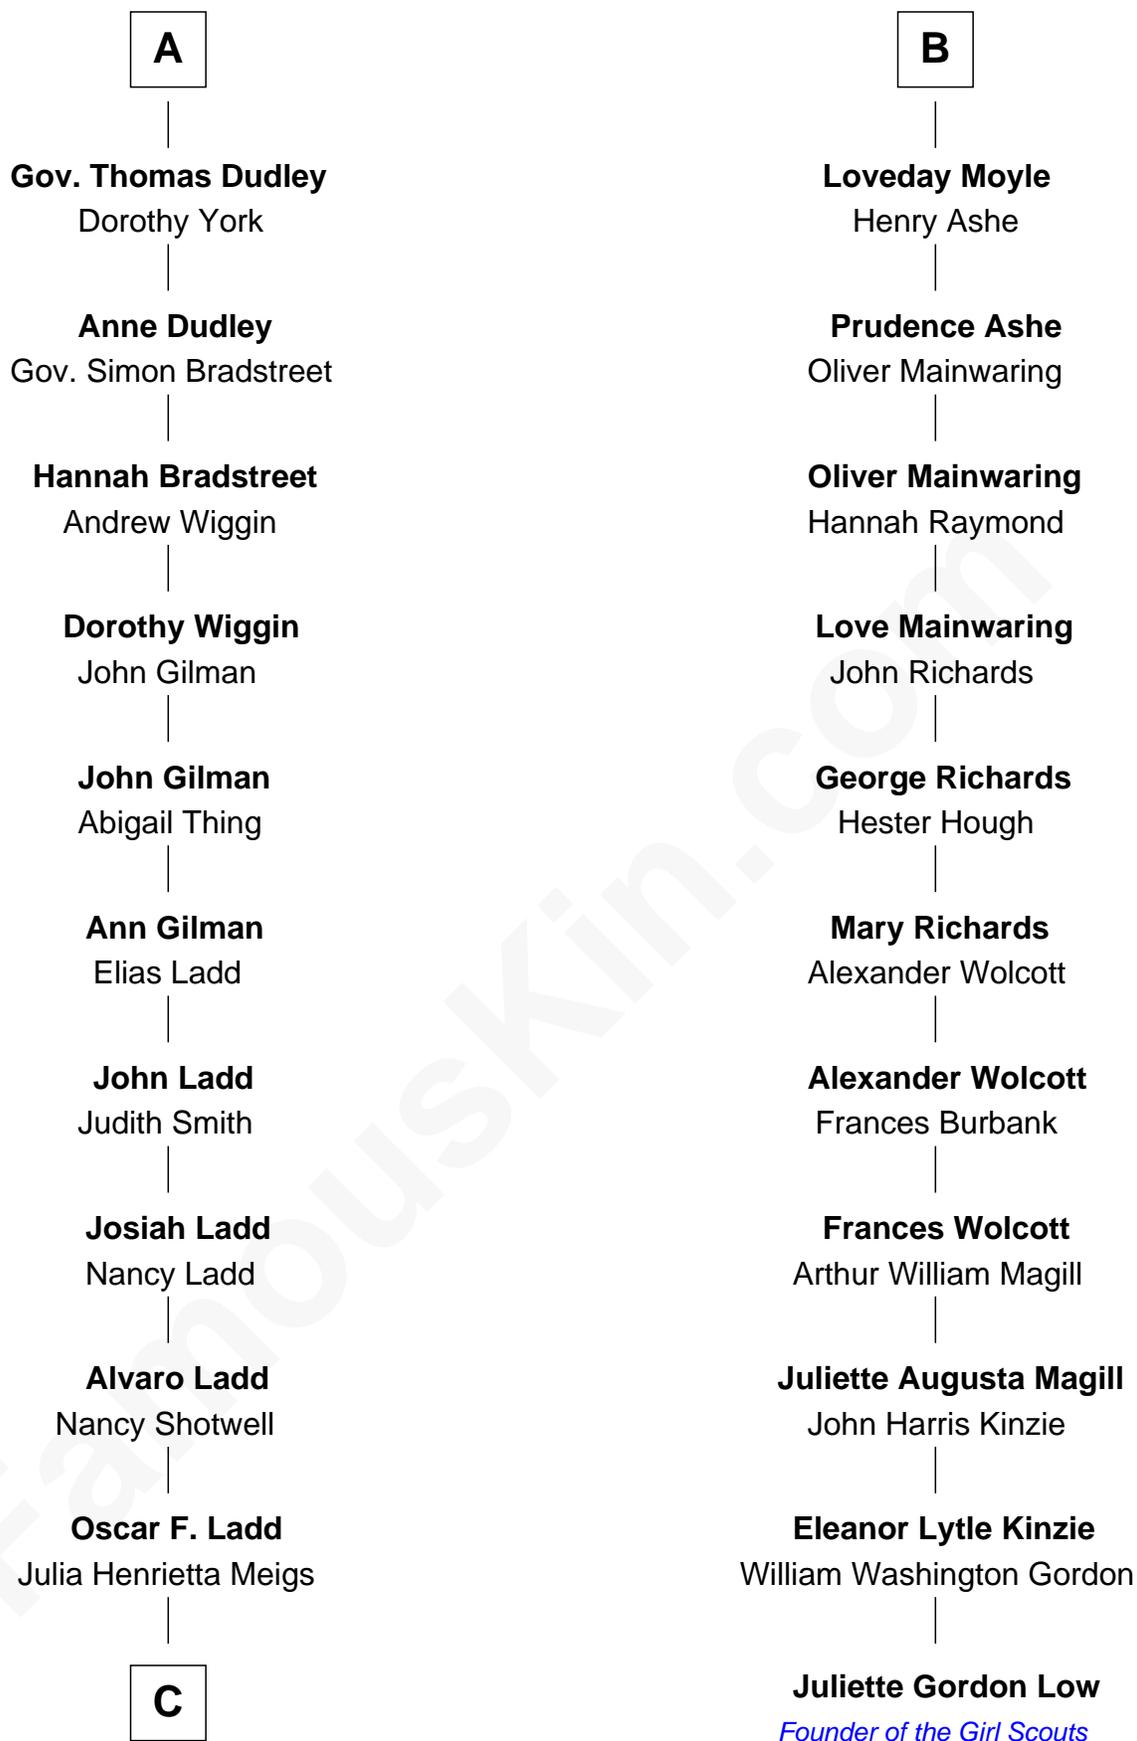 A
Gov. Thomas Dudley
Dorothy York
Anne Dudley
Gov. Simon Bradstreet
Hannah Bradstreet
Andrew Wiggin
Dorothy Wiggin
John Gilman
John Gilman
Abigail Thing
Ann Gilman
Elias Ladd
John Ladd
Judith Smith
Josiah Ladd
Nancy Ladd
Alvaro Ladd
Nancy Shotwell
Oscar F. Ladd
Julia Henrietta Meigs
C
B
Loveday Moyle
Henry Ashe
Prudence Ashe
Oliver Mainwaring
Oliver Mainwaring
Hannah Raymond
Love Mainwaring
John Richards
George Richards
Hester Hough
Mary Richards
Alexander Wolcott
Alexander Wolcott
Frances Burbank
Frances Wolcott
Arthur William Magill
Juliette Augusta Magill
John Harris Kinzie
Eleanor Lytle Kinzie
William Washington Gordon
Juliette Gordon Low
Founder of the Girl Scouts
FamousKin.com